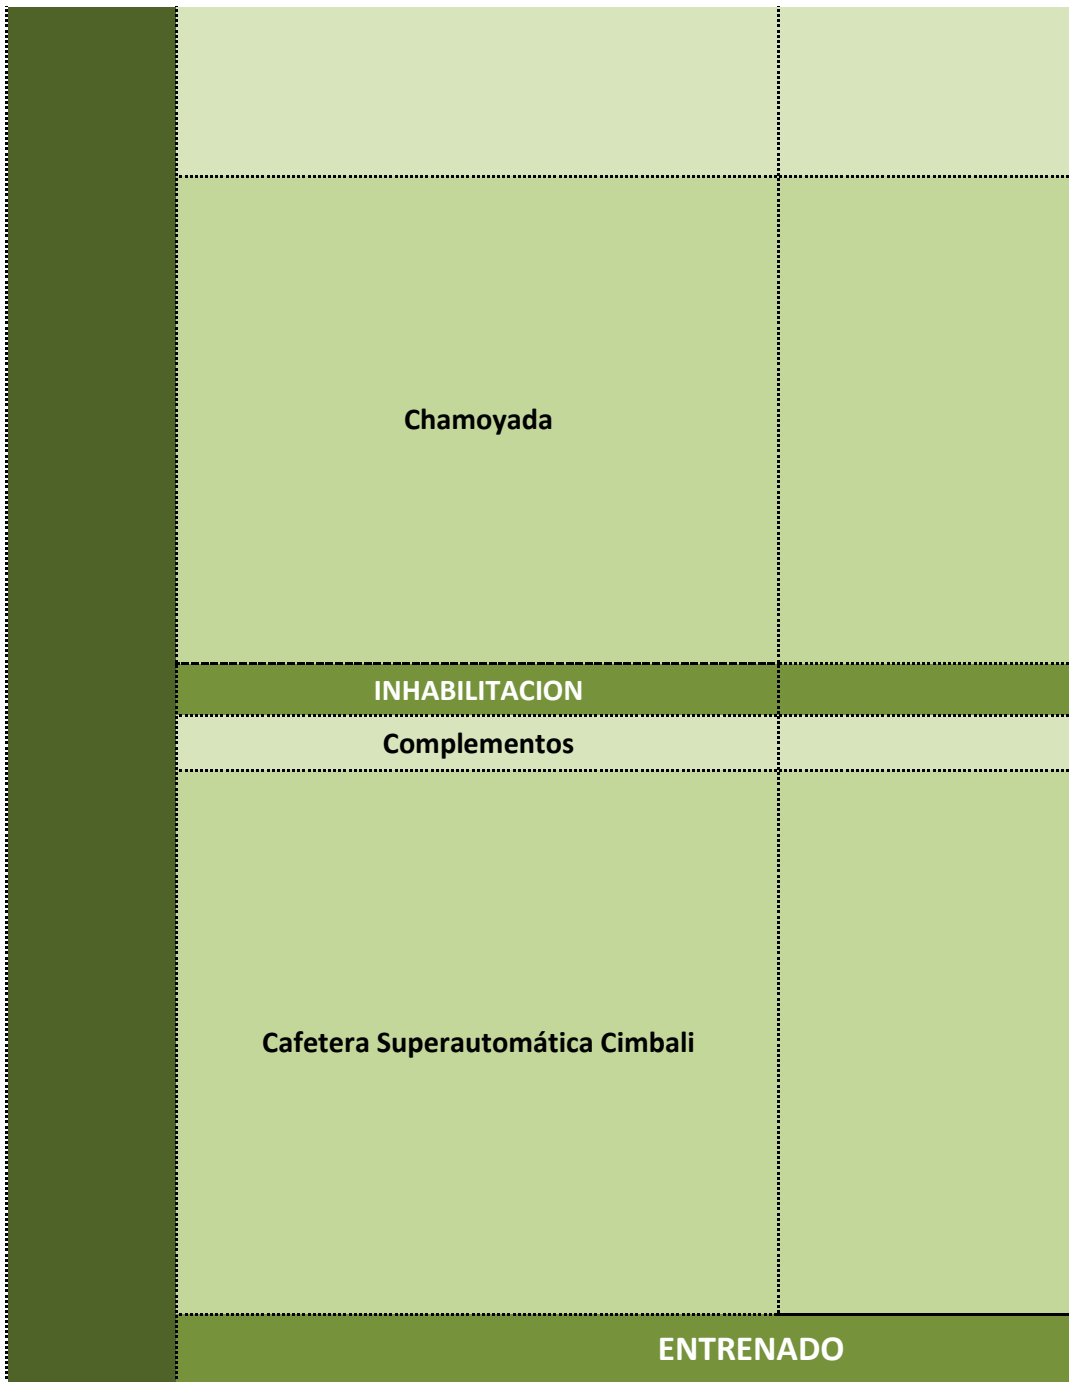 Chamoyada
INHABILITACION
Complementos
Cafetera Superautomática Cimbali
ENTRENADO